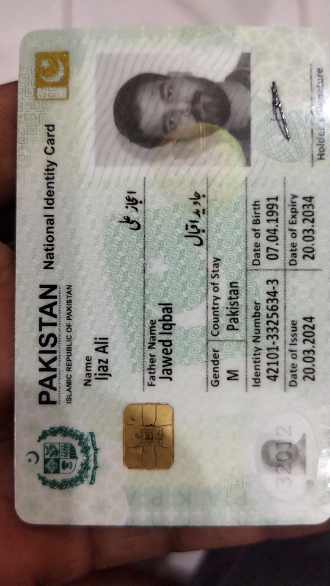 PAKISTAN National Identity Card
ISLAMIC REPUBLIC OF PAKISTAN
Name
Ijaz Ali
اعجاز علی
Father Name
Jawed Iqbal
جاوید اقبال
Gender Country of Stay
M Pakistan
Identity Number Date of Birth
42101-3325634-3 07.04.1991
Date of Issue Date of Expiry
20.03.2024 20.03.2034
Holder's Signature